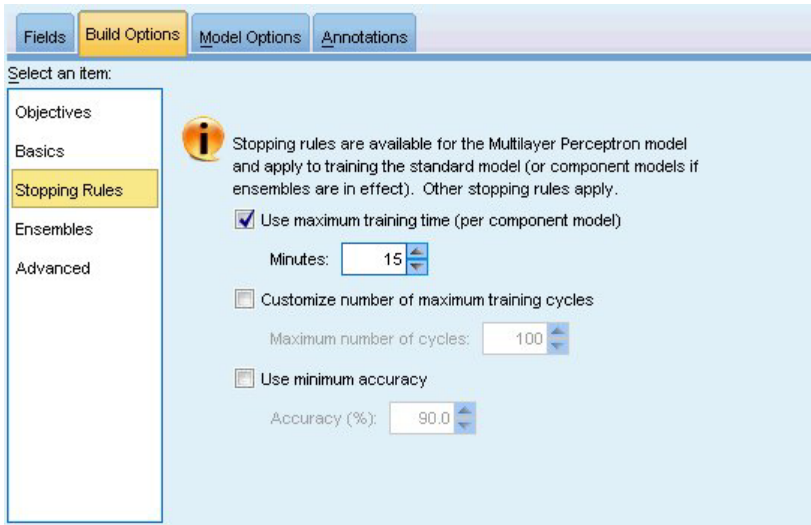 Fields Build Options Model Options Annotations
Select an item:
Objectives
Basics
Stopping Rules
Ensembles
Advanced
Stopping rules are available for the Multilayer Perceptron model
and apply to training the standard model (or component models if
ensembles are in effect). Other stopping rules apply.
Use maximum training time (per component model)
Minutes: 15
Customize number of maximum training cycles
Maximum number of cycles: 100
Use minimum accuracy
Accuracy (%): 90.0